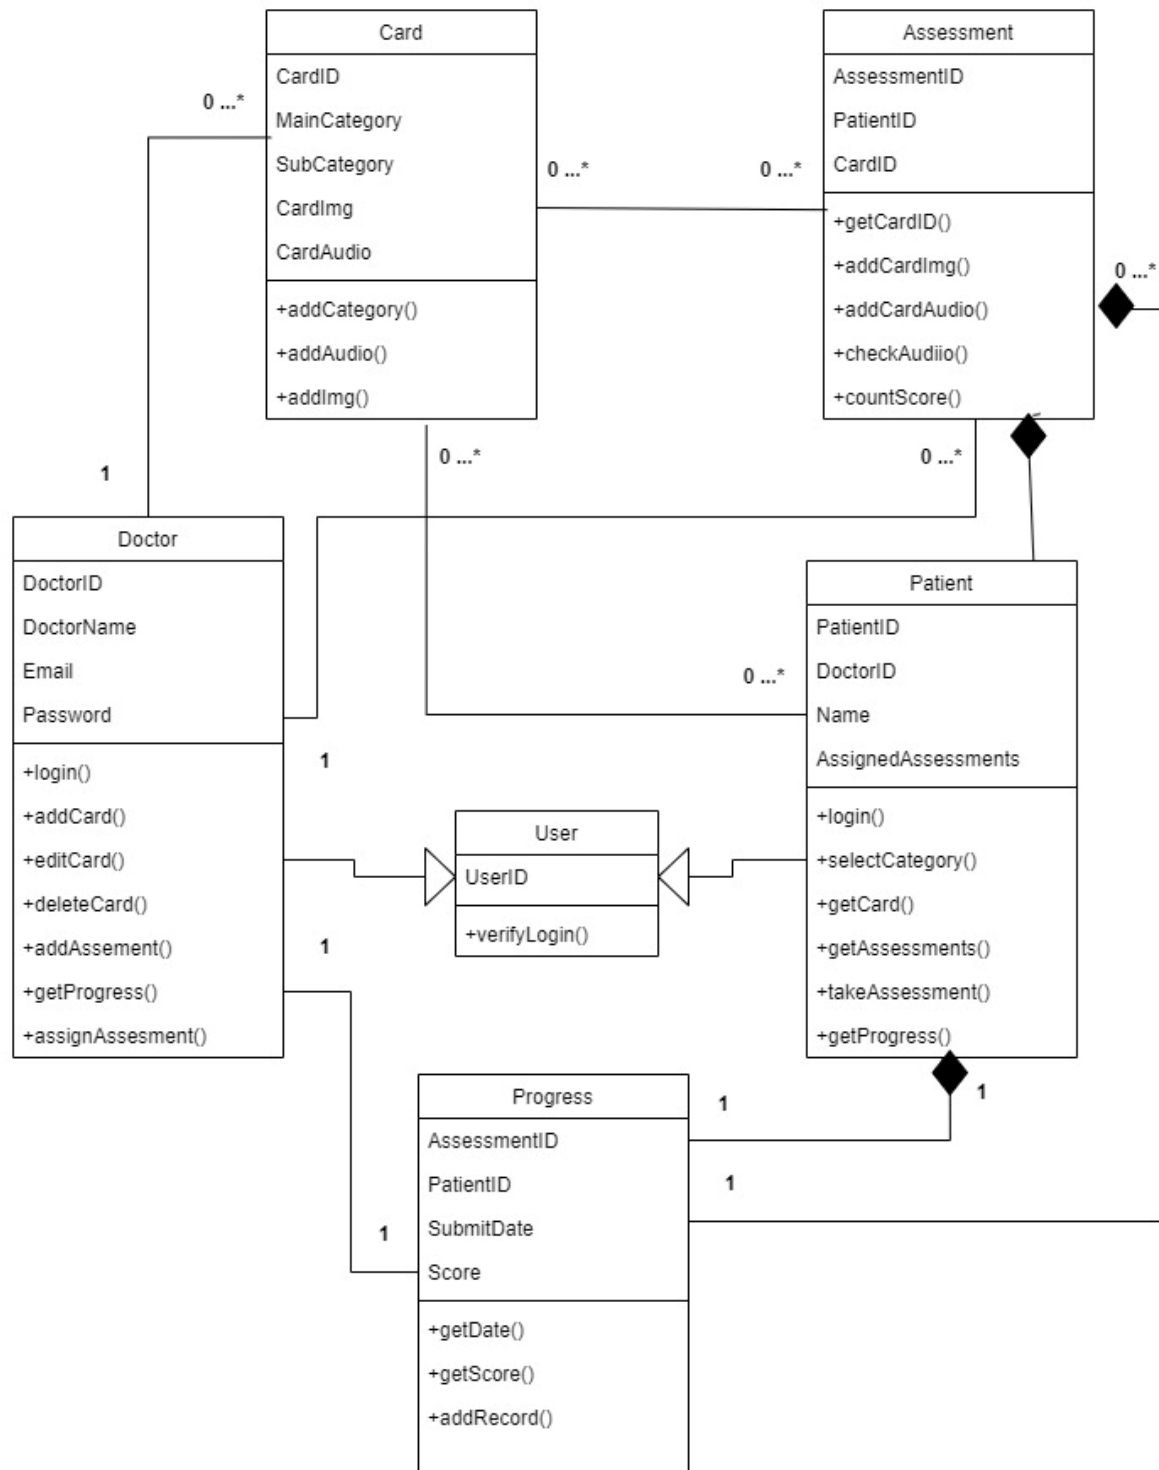 Card
CardID
MainCategory
SubCategory
CardImg
CardAudio
+addCategory()
+addAudio()
+addImg()
Assessment
AssessmentID
PatientID
CardID
+getCardID()
+addCardImg()
+addCardAudio()
+checkAudiio()
+countScore()
0 ...*
0 ...*
0 ...*
0 ...*
0 ...*
0 ...*
1
Doctor
DoctorID
DoctorName
Email
Password
+login()
+addCard()
+editCard()
+deleteCard()
+addAssement()
+getProgress()
+assignAssesment()
0 ...*
1
1
User
UserID
+verifyLogin()
Patient
PatientID
DoctorID
Name
AssignedAssessments
+login()
+selectCategory()
+getCard()
+getAssessments()
+takeAssessment()
+getProgress()
1
1
1
1
Progress
AssessmentID
PatientID
SubmitDate
Score
+getDate()
+getScore()
+addRecord()